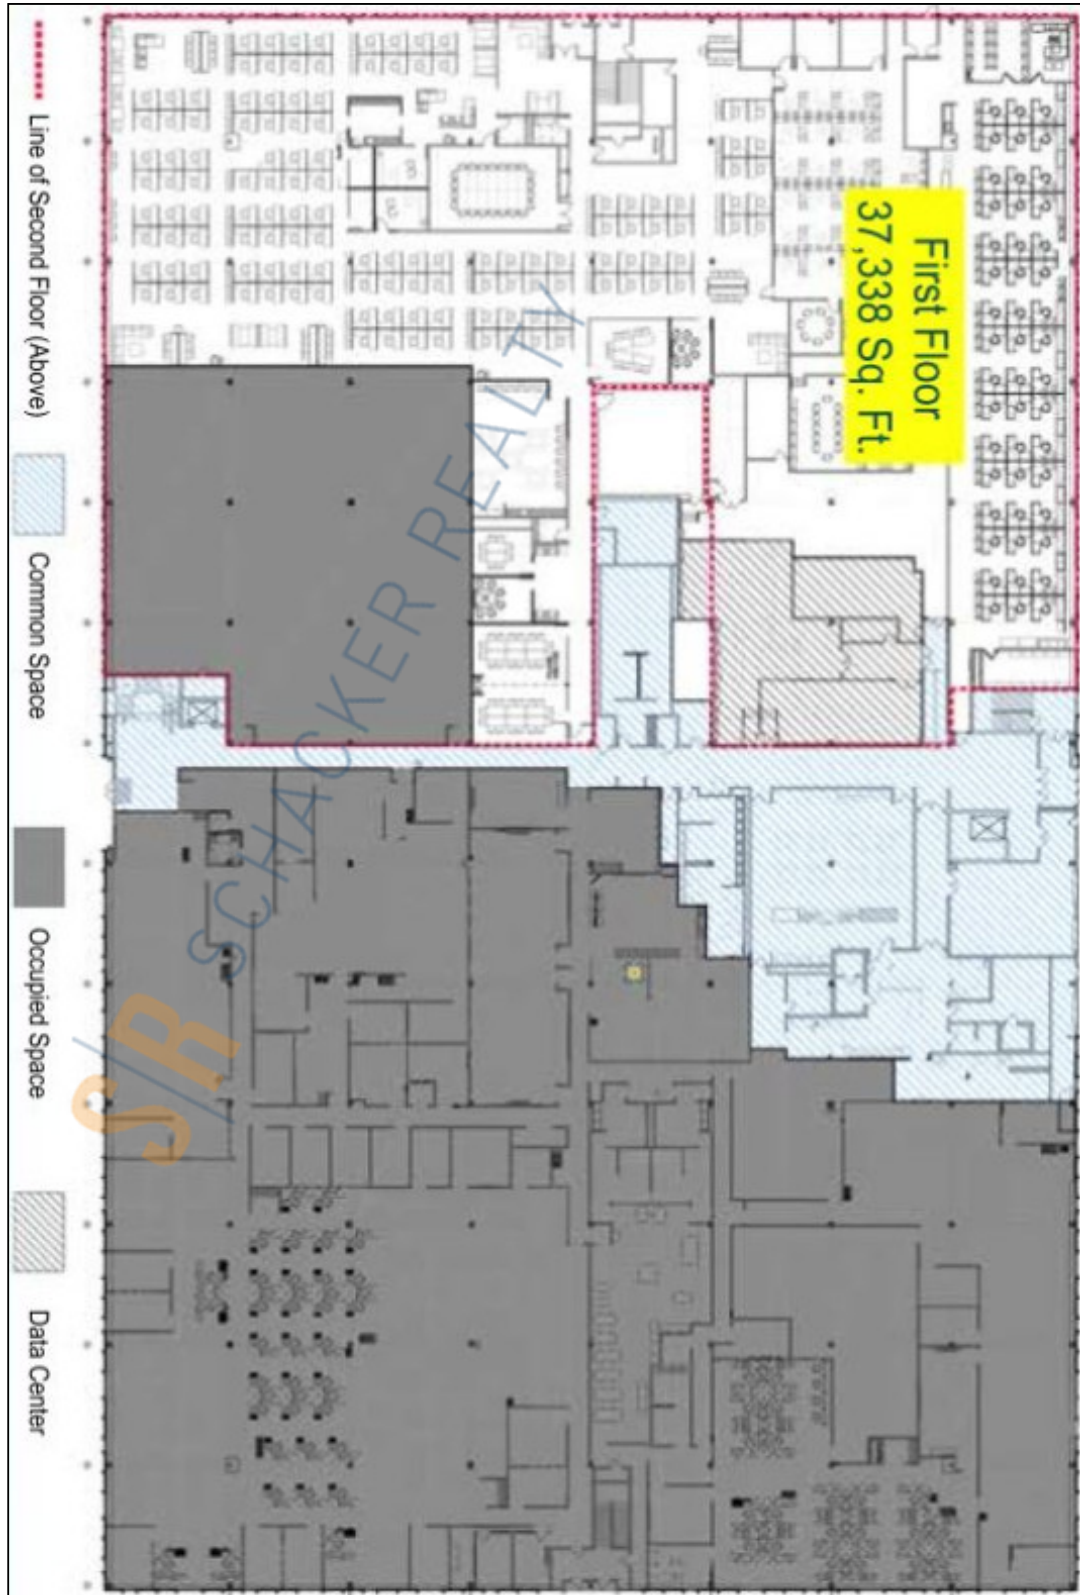 First Floor
37,338 Sq. Ft.
SCHACKER REALTY
S|R
Line of Second Floor (Above)
Common Space
Occupied Space
Data Center